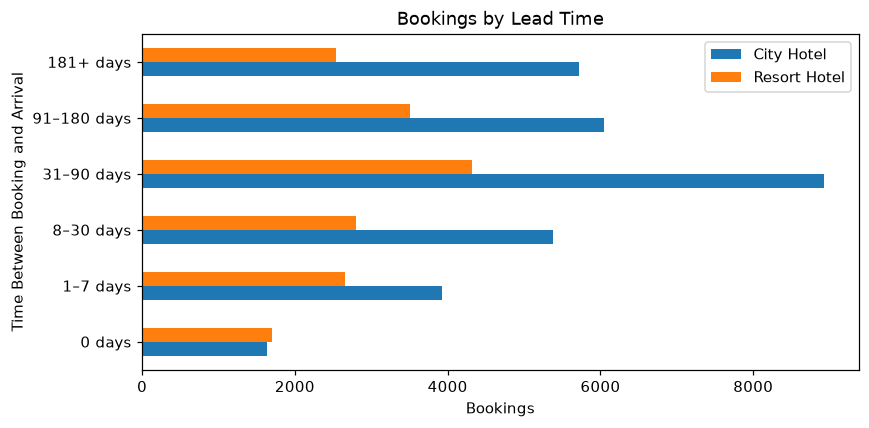 Bookings by Lead Time
City Hotel
Resort Hotel
Time Between Booking and Arrival
181+ days
91–180 days
31–90 days
8–30 days
1–7 days
0 days
0 2000 4000 6000 8000
Bookings